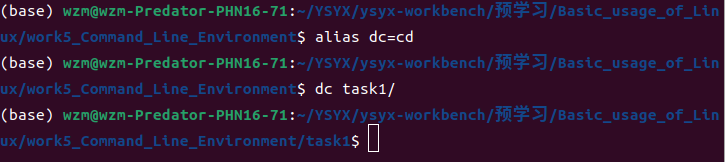 (base) wzm@wzm-Predator-PHN16-71:~/YSYX/ysyx-workbench/预学习/Basic_usage_of_Lin
ux/work5_Command_Line_Environment$ alias dc=cd
(base) wzm@wzm-Predator-PHN16-71:~/YSYX/ysyx-workbench/预学习/Basic_usage_of_Lin
ux/work5_Command_Line_Environment$ dc task1/
(base) wzm@wzm-Predator-PHN16-71:~/YSYX/ysyx-workbench/预学习/Basic_usage_of_Lin
ux/work5_Command_Line_Environment/task1$